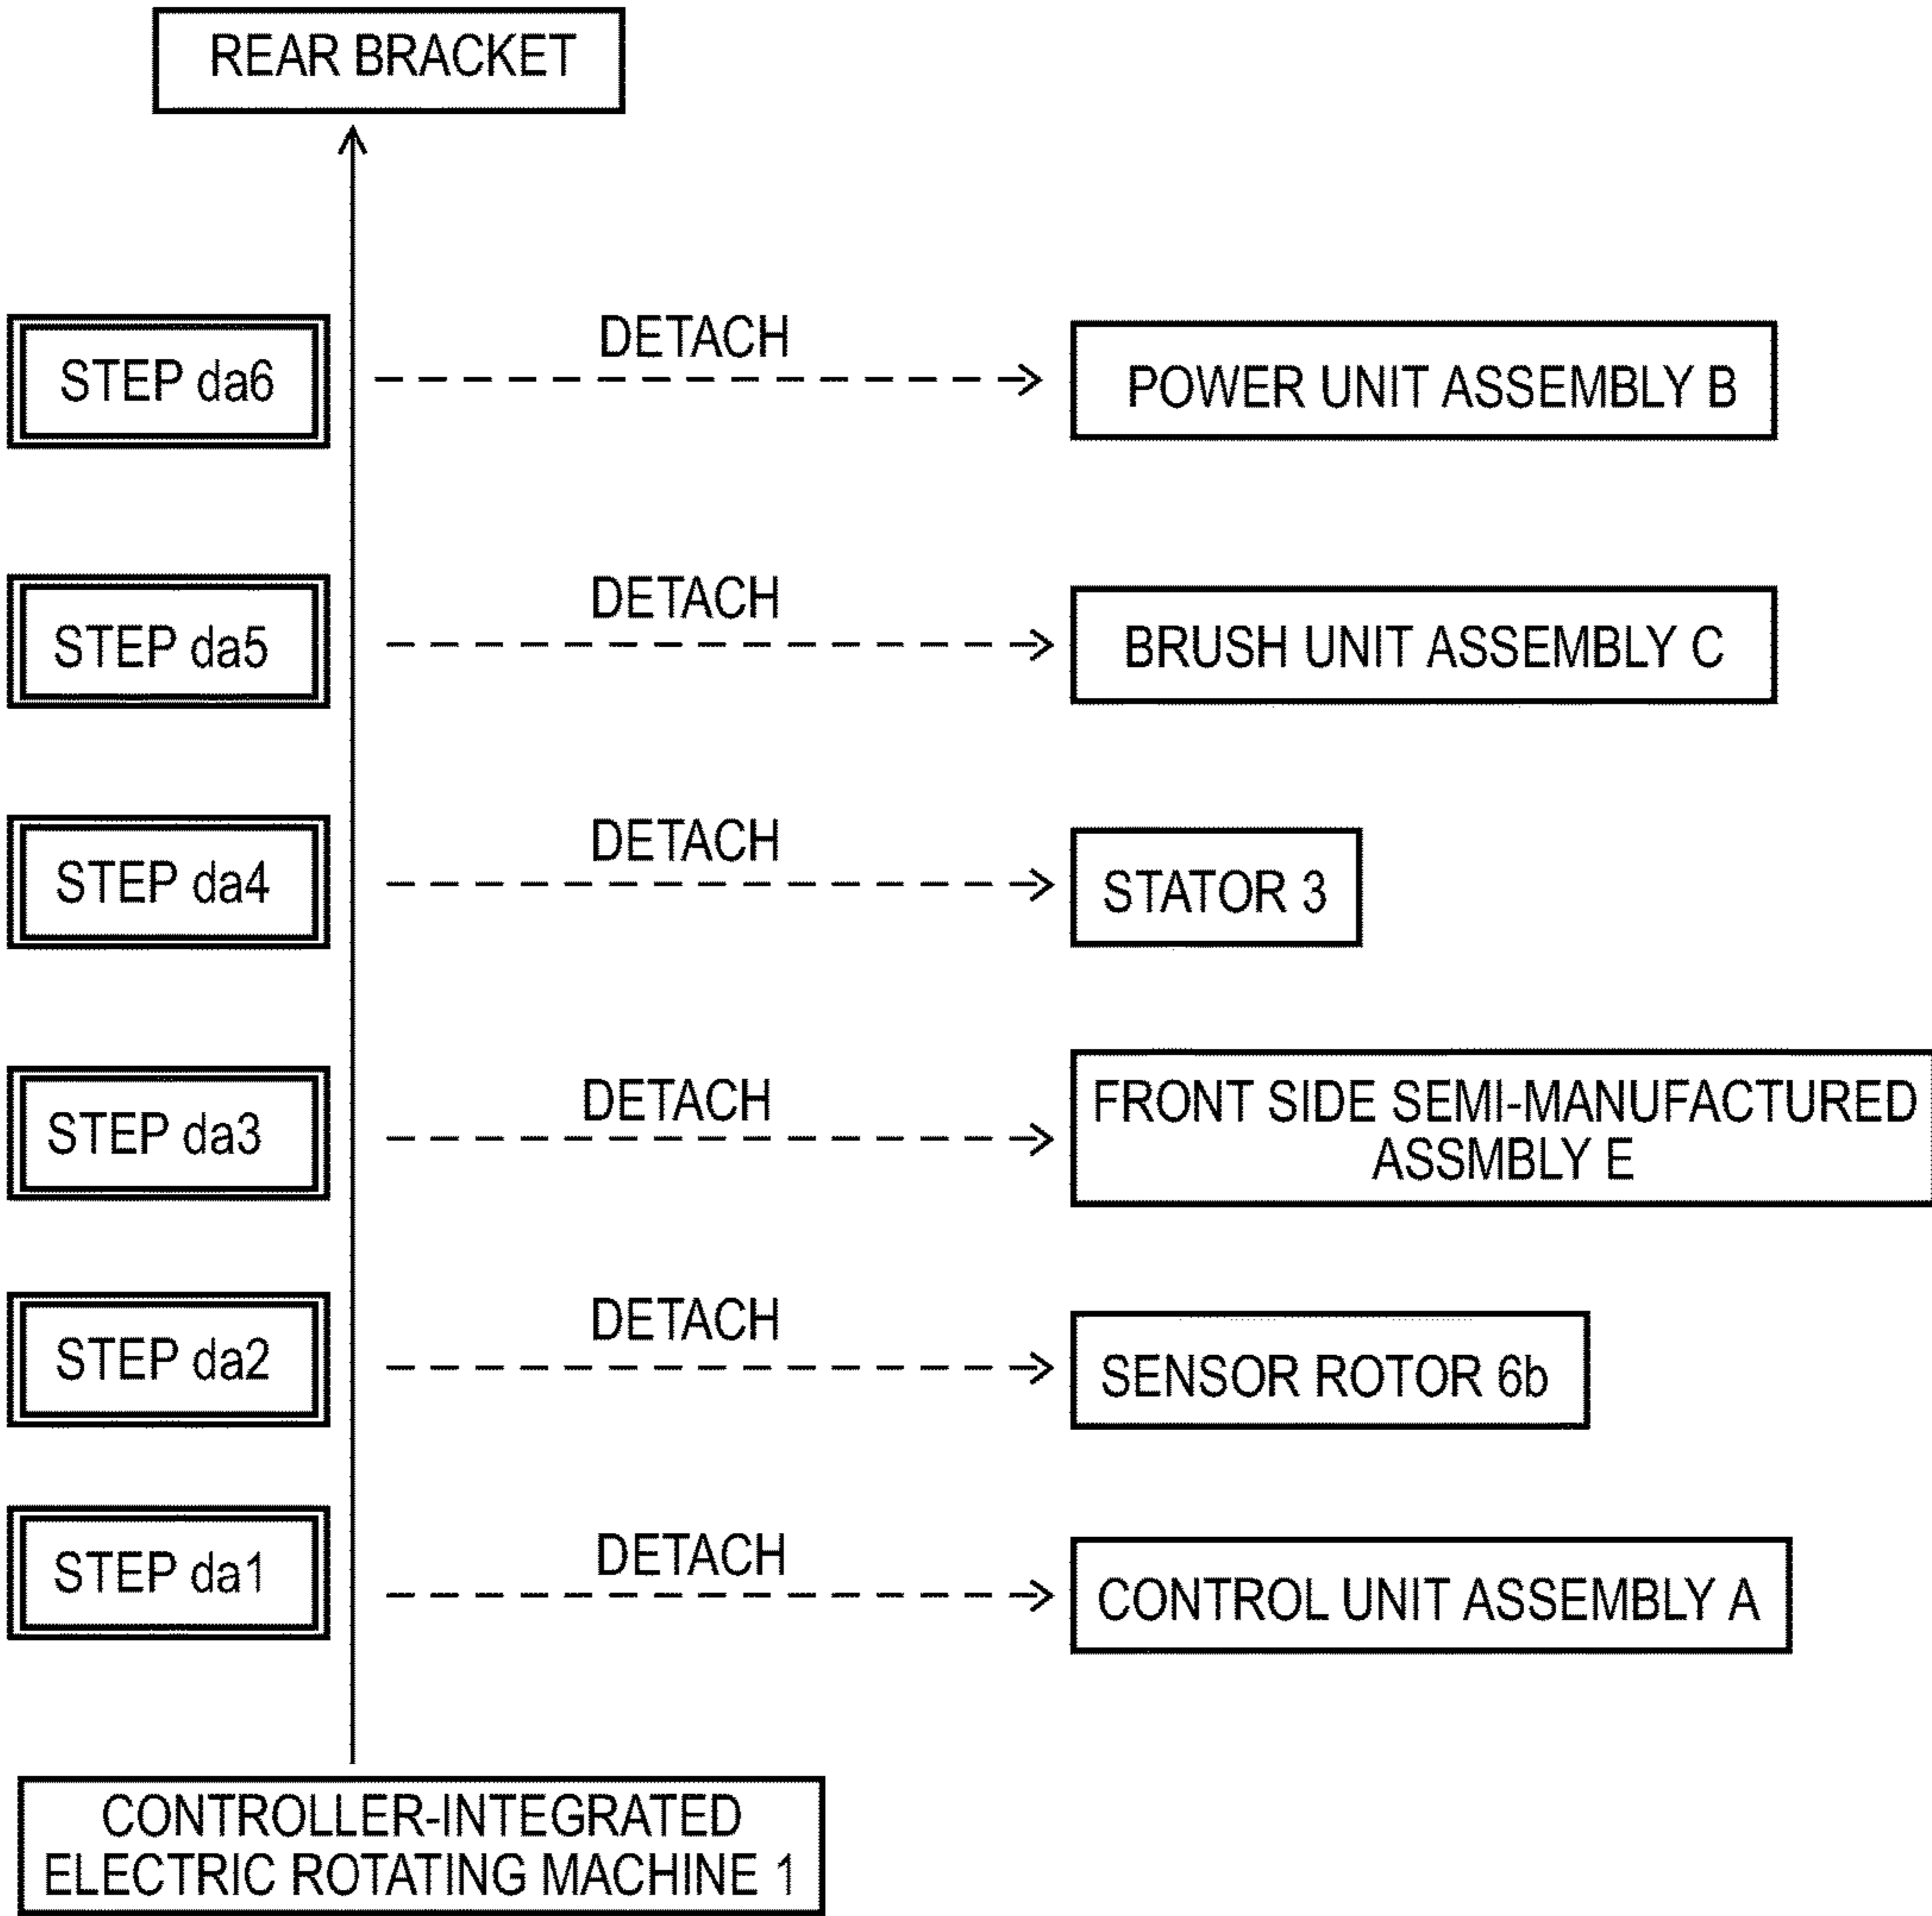 REAR BRACKET
DETACH
STEP da6
POWER UNIT ASSEMBLY B
DETACH
STEP da5
BRUSH UNIT ASSEMBLY C
DETACH
STEP da4
STATOR 3
DETACH
STEP da3
FRONT SIDE SEMI-MANUFACTURED
ASSMBLY E
DETACH
STEP da2
SENSOR ROTOR 6b
DETACH
STEP da1
CONTROL UNIT ASSEMBLY A
CONTROLLER-INTEGRATED
ELECTRIC ROTATING MACHINE 1